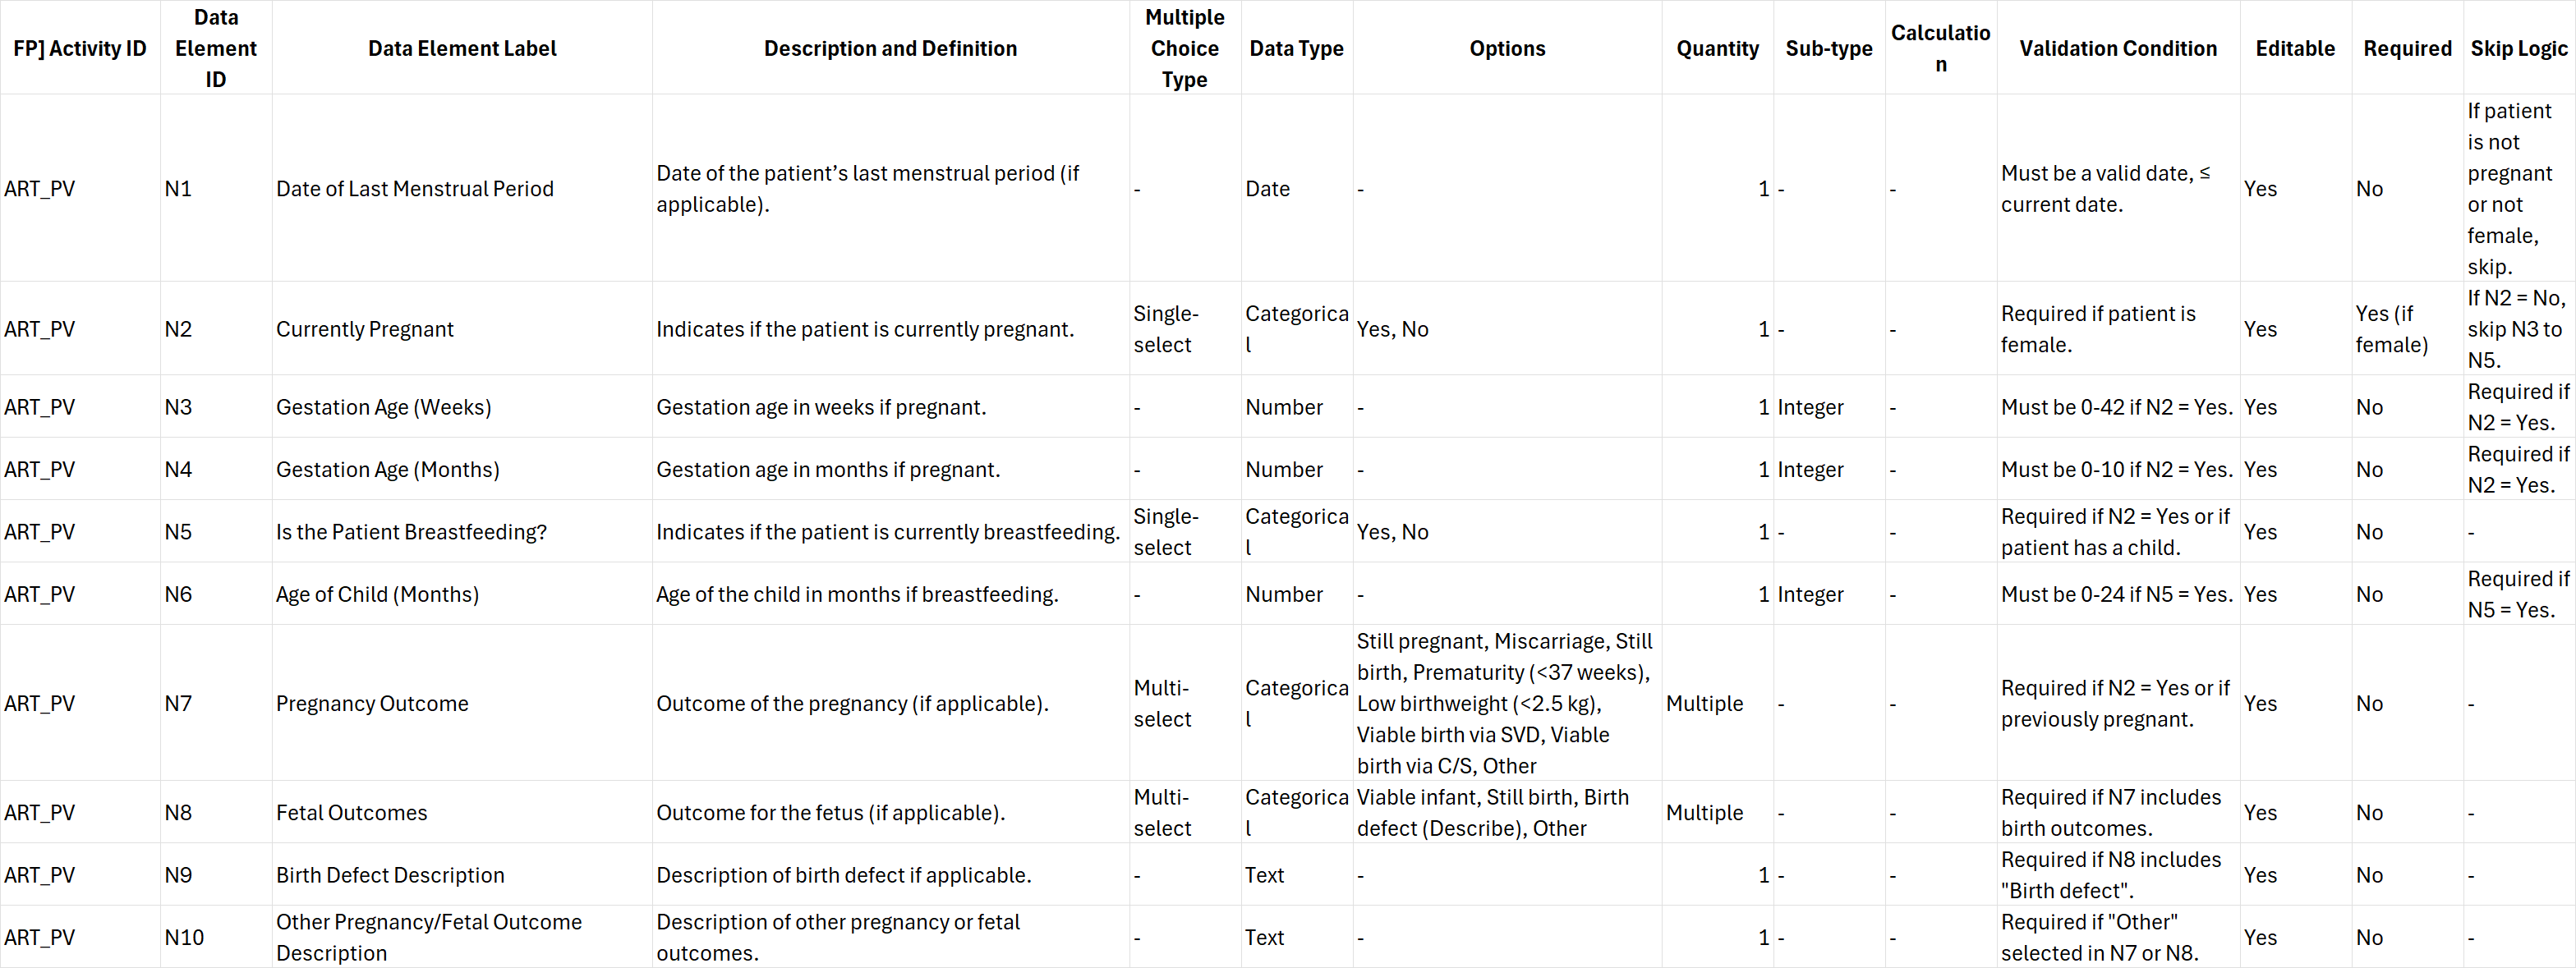 FP] Activity ID | Data Element ID | Data Element Label | Description and Definition | Multiple Choice Type | Data Type | Options | Quantity | Sub-type | Calculation | Validation Condition | Editable | Required | Skip Logic
ART_PV | N1 | Date of Last Menstrual Period | Date of the patient’s last menstrual period (if applicable). | - | Date | - | 1 | - | - | Must be a valid date, ≤ current date. | Yes | No | If patient is not pregnant or not female, skip.
ART_PV | N2 | Currently Pregnant | Indicates if the patient is currently pregnant. | Single-select | Categorical | Yes, No | 1 | - | - | Required if patient is female. | Yes | Yes (if female) | If N2 = No, skip N3 to N5.
ART_PV | N3 | Gestation Age (Weeks) | Gestation age in weeks if pregnant. | - | Number | - | 1 | Integer | - | Must be 0-42 if N2 = Yes. | Yes | No | Required if N2 = Yes.
ART_PV | N4 | Gestation Age (Months) | Gestation age in months if pregnant. | - | Number | - | 1 | Integer | - | Must be 0-10 if N2 = Yes. | Yes | No | Required if N2 = Yes.
ART_PV | N5 | Is the Patient Breastfeeding? | Indicates if the patient is currently breastfeeding. | Single-select | Categorical | Yes, No | 1 | - | - | Required if N2 = Yes or if patient has a child. | Yes | No | -
ART_PV | N6 | Age of Child (Months) | Age of the child in months if breastfeeding. | - | Number | - | 1 | Integer | - | Must be 0-24 if N5 = Yes. | Yes | No | Required if N5 = Yes.
ART_PV | N7 | Pregnancy Outcome | Outcome of the pregnancy (if applicable). | Multi-select | Categorical | Still pregnant, Miscarriage, Still birth, Prematurity (<37 weeks), Low birthweight (<2.5 kg), Viable birth via SVD, Viable birth via C/S, Other | Multiple | - | - | Required if N2 = Yes or if previously pregnant. | Yes | No | -
ART_PV | N8 | Fetal Outcomes | Outcome for the fetus (if applicable). | Multi-select | Categorical | Viable infant, Still birth, Birth defect (Describe), Other | Multiple | - | - | Required if N7 includes birth outcomes. | Yes | No | -
ART_PV | N9 | Birth Defect Description | Description of birth defect if applicable. | - | Text | - | 1 | - | - | Required if N8 includes "Birth defect". | Yes | No | -
ART_PV | N10 | Other Pregnancy/Fetal Outcome Description | Description of other pregnancy or fetal outcomes. | - | Text | - | 1 | - | - | Required if "Other" selected in N7 or N8. | Yes | No | -